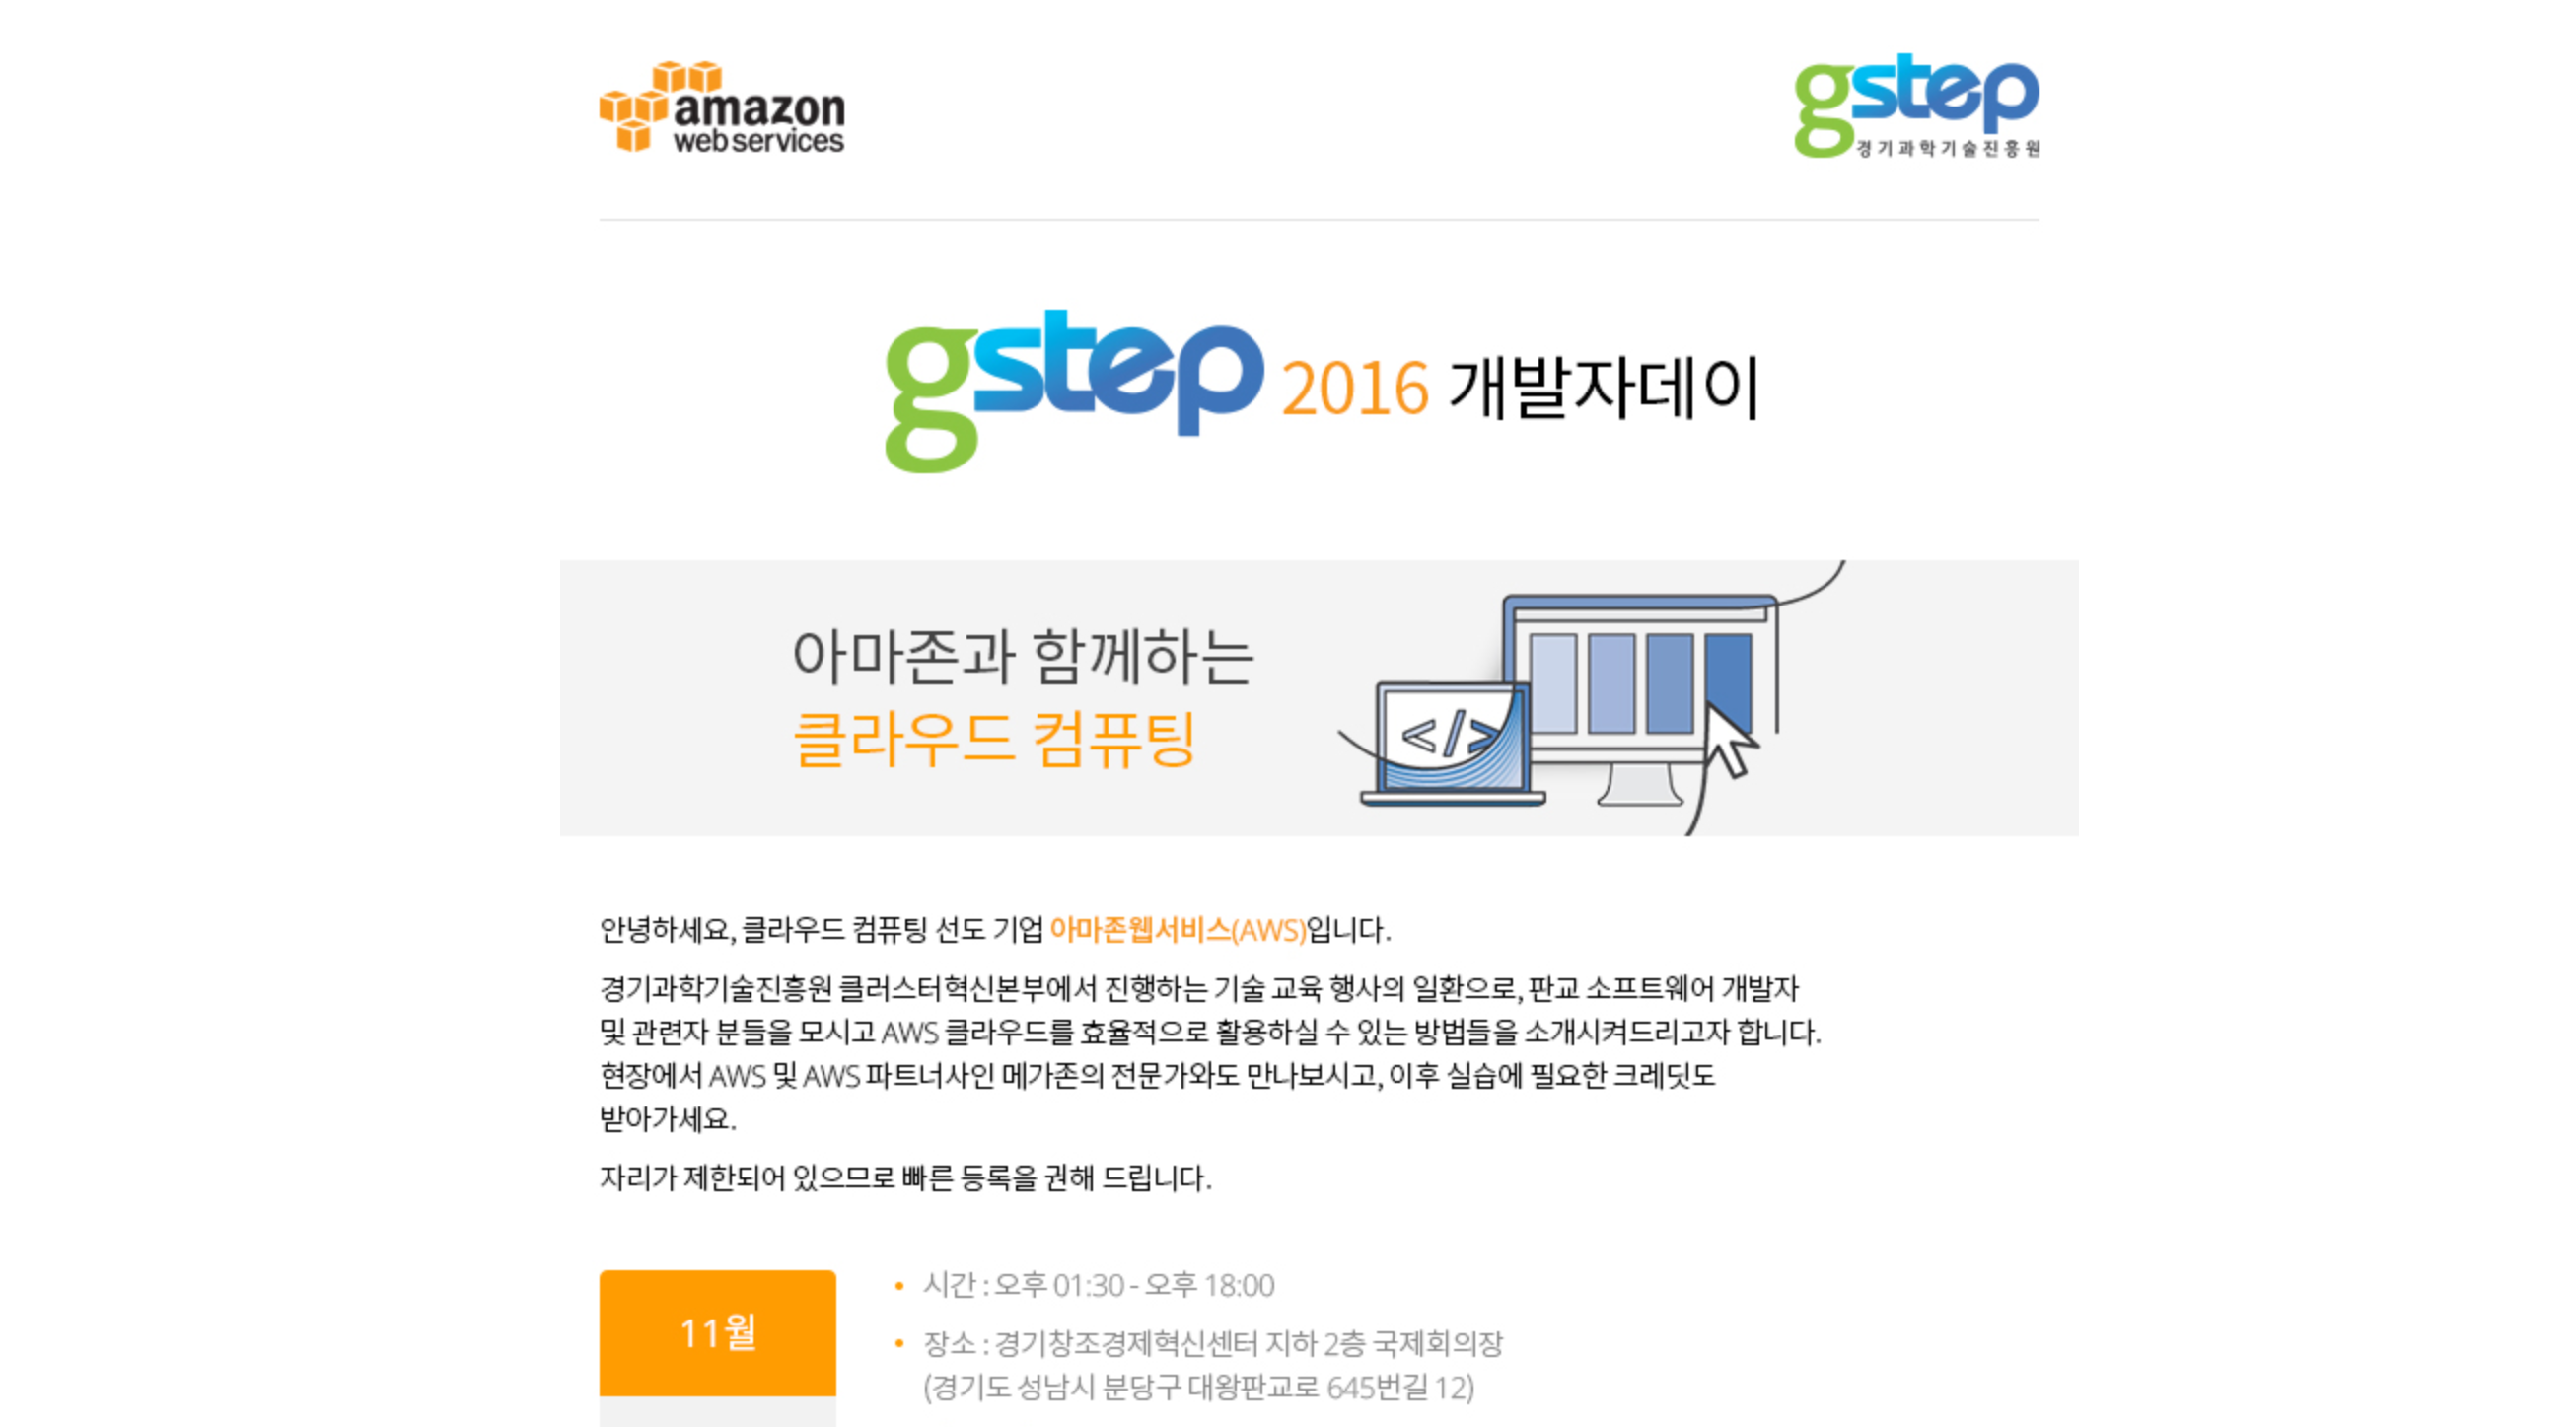 amazon
web services
gstep
경기과학기술진흥원
gstep 2016 개발자데이
아마존과 함께하는
클라우드 컴퓨팅
</>
안녕하세요, 클라우드 컴퓨팅 선도 기업 아마존웹서비스(AWS)입니다.
경기과학기술진흥원 클러스터혁신본부에서 진행하는 기술 교육 행사의 일환으로, 판교 소프트웨어 개발자
및 관련자 분들을 모시고 AWS 클라우드를 효율적으로 활용하실 수 있는 방법들을 소개시켜드리고자 합니다.
현장에서 AWS 및 AWS 파트너사인 메가존의 전문가와도 만나보시고, 이후 실습에 필요한 크레딧도
받아가세요.
자리가 제한되어 있으므로 빠른 등록을 권해 드립니다.
11월
• 시간 : 오후 01:30 - 오후 18:00
• 장소 : 경기창조경제혁신센터 지하 2층 국제회의장
(경기도 성남시 분당구 대왕판교로 645번길 12)